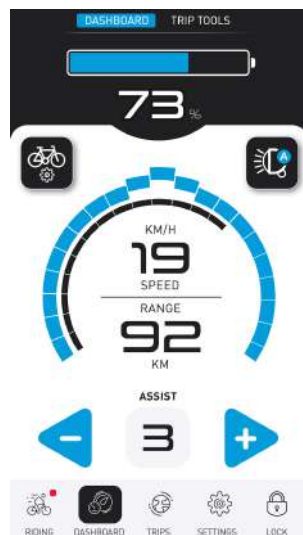 DASHBOARD TRIP TOOLS
73 %
A
KM/H
19
SPEED
RANGE
92
KM
ASSIST
- 3 +
RIDING DASHBOARD TRIPS SETTINGS LOCK